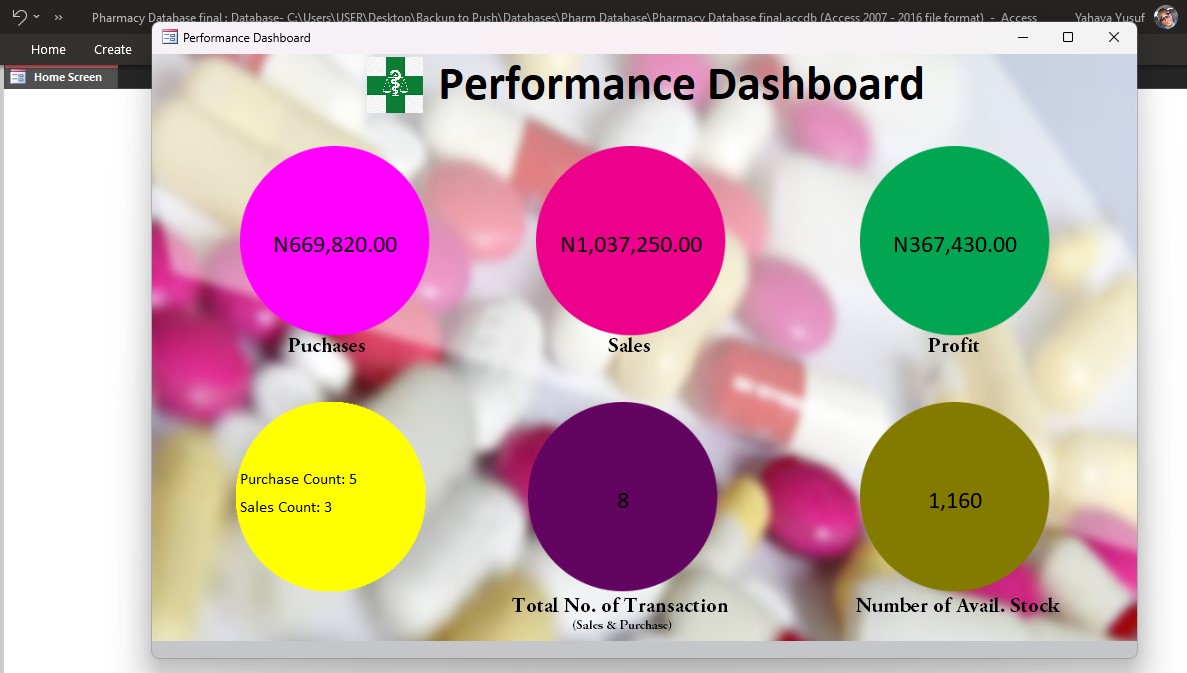 Pharmacy Database final : Database- C:\Users\USER\Desktop\Backup to Push\Databases\Pharm Database\Pharmacy Database final.accdb (Access 2007 - 2016 file format) - Access
Yahaya Yusuf
Performance Dashboard
Home
Create
Home Screen
Performance Dashboard
N669,820.00
N1,037,250.00
N367,430.00
Puchases
Sales
Profit
Purchase Count: 5
Sales Count: 3
8
1,160
Total No. of Transaction
(Sales & Purchase)
Number of Avail. Stock